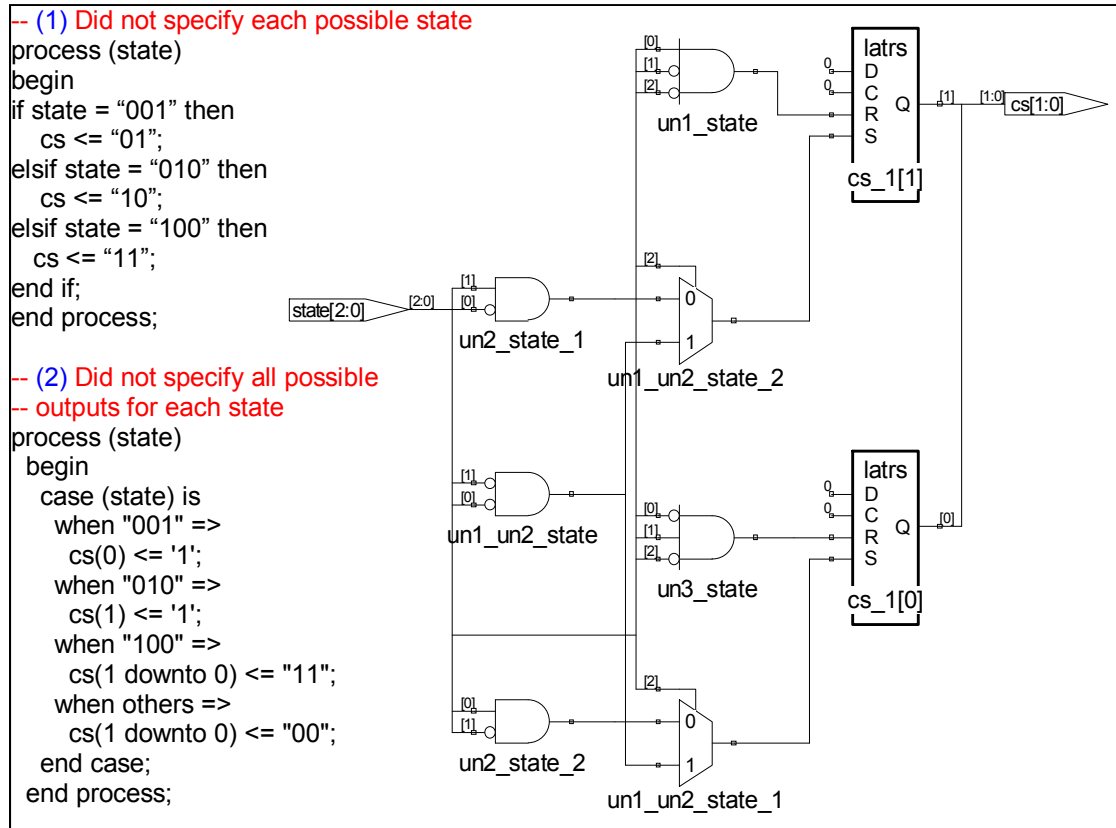 -- (1) Did not specify each possible state
process (state)
begin
if state = “001” then
cs <= “01”;
elsif state = “010” then
cs <= “10”;
elsif state = “100” then
cs <= “11”;
end if;
end process;
-- (2) Did not specify all possible
-- outputs for each state
process (state)
begin
case (state) is
when "001" =>
cs(0) <= '1';
when "010" =>
cs(1) <= '1';
when "100" =>
cs(1 downto 0) <= "11";
when others =>
cs(1 downto 0) <= "00";
end case;
end process;
state[2:0]
[2:0]
[1]
[0]
un2_state_1
[1]
[0]
un1_un2_state
[0]
[1]
un2_state_2
[0]
[1]
[2]
un1_state
[2]
0
1
un1_un2_state_2
[0]
[1]
[2]
un3_state
[2]
0
1
un1_un2_state_1
latrs
0
D
0
C
R
S
Q
[1]
cs_1[1]
[1:0]
cs[1:0]
latrs
0
D
0
C
R
S
Q
[0]
cs_1[0]